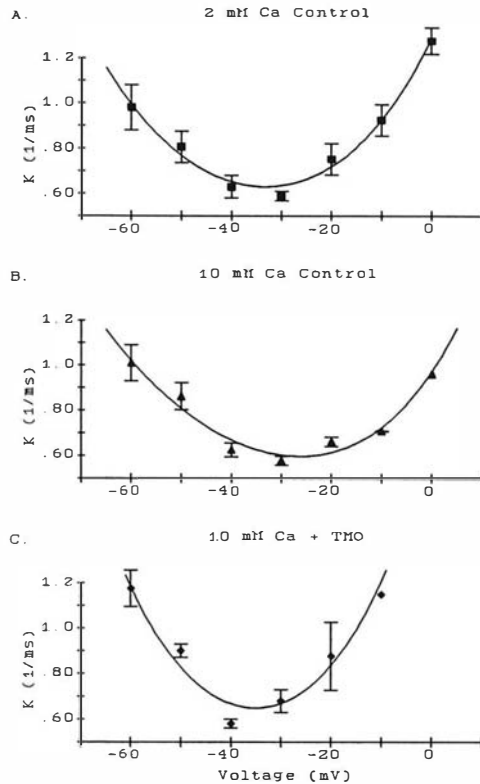 A.
2 mM Ca Control
1.2
1.0
.80
.60
K (1/ms)
-60
-40
-20
0
B.
10 mM Ca Control
1.2
1.0
.80
.60
K (1/ms)
-60
-40
-20
0
C.
10 mM Ca + TMO
1.2
1.0
.80
.60
K (1/ms)
-60
-40
-20
0
Voltage (mV)